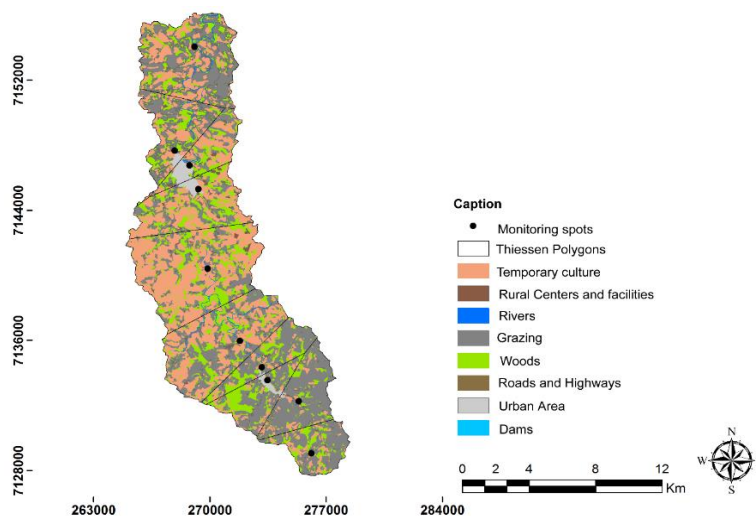 7152000
7144000
7136000
7128000
263000 270000 277000 284000
Caption
Monitoring spots
Thiessen Polygons
Temporary culture
Rural Centers and facilities
Rivers
Grazing
Woods
Roads and Highways
Urban Area
Dams
0 2 4 8 12
Km
N
W E
S